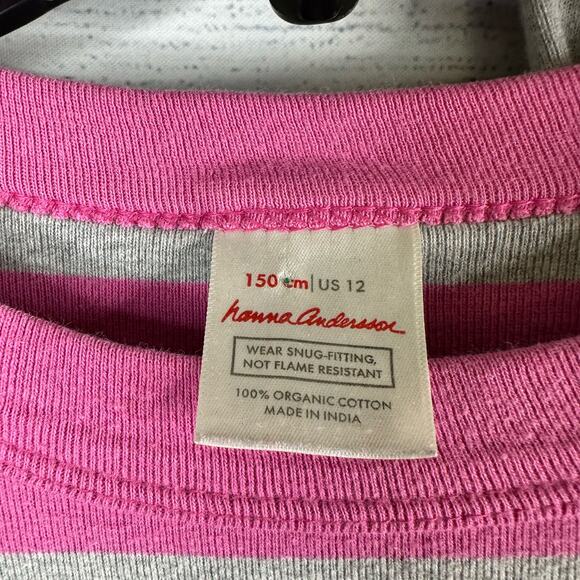 150 cm | US 12
hanna andersson
WEAR SNUG-FITTING,
NOT FLAME RESISTANT
100% ORGANIC COTTON
MADE IN INDIA